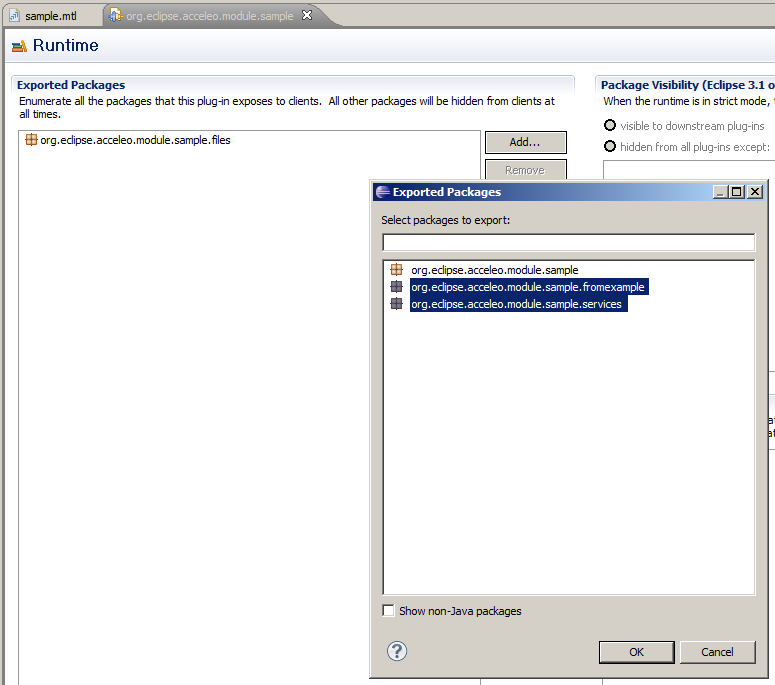 sample.mtl
org.eclipse.acceleo.module.sample
Runtime
Exported Packages
Enumerate all the packages that this plug-in exposes to clients. All other packages will be hidden from clients at
all times.
org.eclipse.acceleo.module.sample.files
Add...
Remove
Package Visibility (Eclipse 3.1 o
When the runtime is in strict mode,
visible to downstream plug-ins
hidden from all plug-ins except:
Exported Packages
Select packages to export:
org.eclipse.acceleo.module.sample
org.eclipse.acceleo.module.sample.fromexample
org.eclipse.acceleo.module.sample.services
Show non-Java packages
?
OK
Cancel